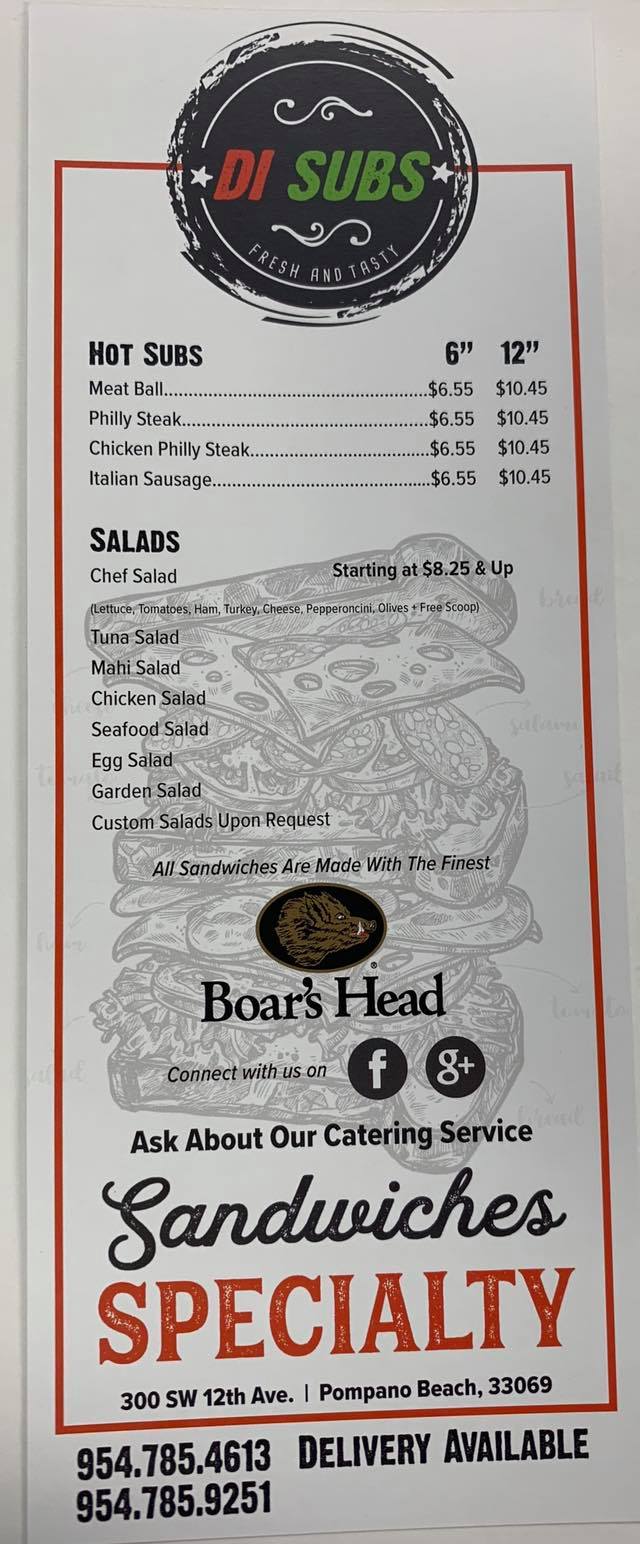 DI SUBS
FRESH AND TASTY
HOT SUBS 6” 12”
Meat Ball......................................................$6.55 $10.45
Philly Steak..................................................$6.55 $10.45
Chicken Philly Steak....................................$6.55 $10.45
Italian Sausage............................................$6.55 $10.45
SALADS
Chef Salad Starting at $8.25 & Up
(Lettuce, Tomatoes, Ham, Turkey, Cheese, Pepperoncini, Olives + Free Scoop)
bread
Tuna Salad
Mahi Salad
Chicken Salad
Seafood Salad
salami
Egg Salad
Garden Salad
Custom Salads Upon Request
All Sandwiches Are Made With The Finest
Boar's Head
®
tomato
Connect with us on f g+
salad
bread
Ask About Our Catering Service
Sandwiches
SPECIALTY
300 SW 12th Ave. | Pompano Beach, 33069
954.785.4613 DELIVERY AVAILABLE
954.785.9251